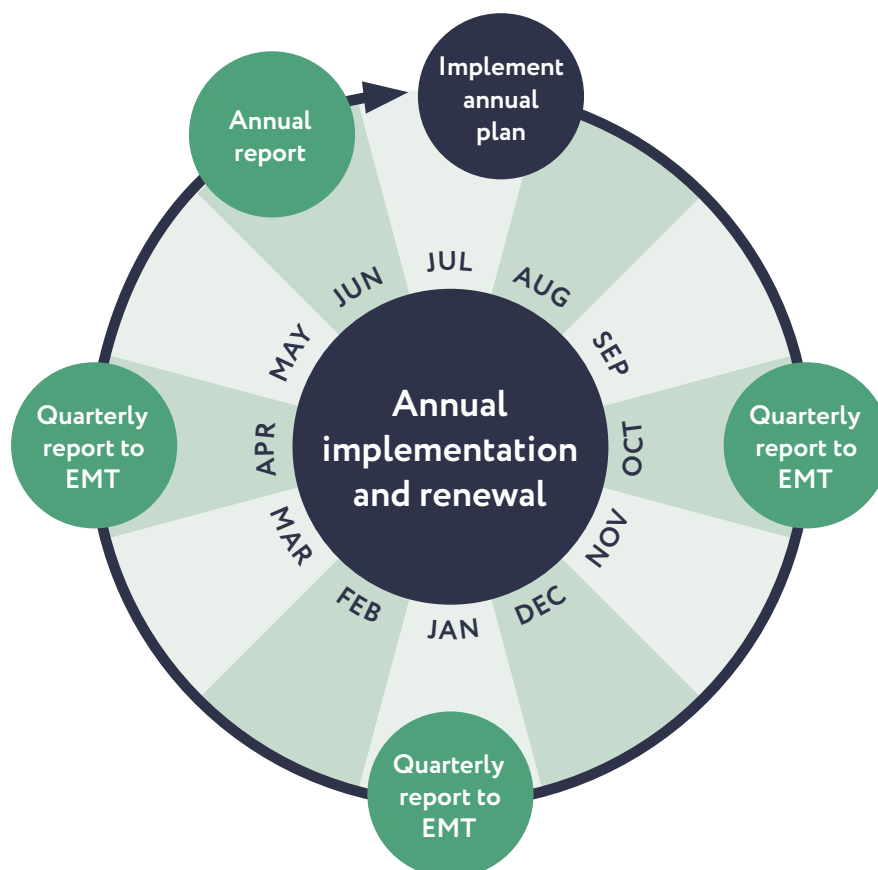 Implement
annual
plan
Annual
report
JUL
AUG
SEP
OCT
NOV
DEC
JAN
FEB
MAR
APR
MAY
JUN
Annual
implementation
and renewal
Quarterly
report to
EMT
Quarterly
report to
EMT
Quarterly
report to
EMT